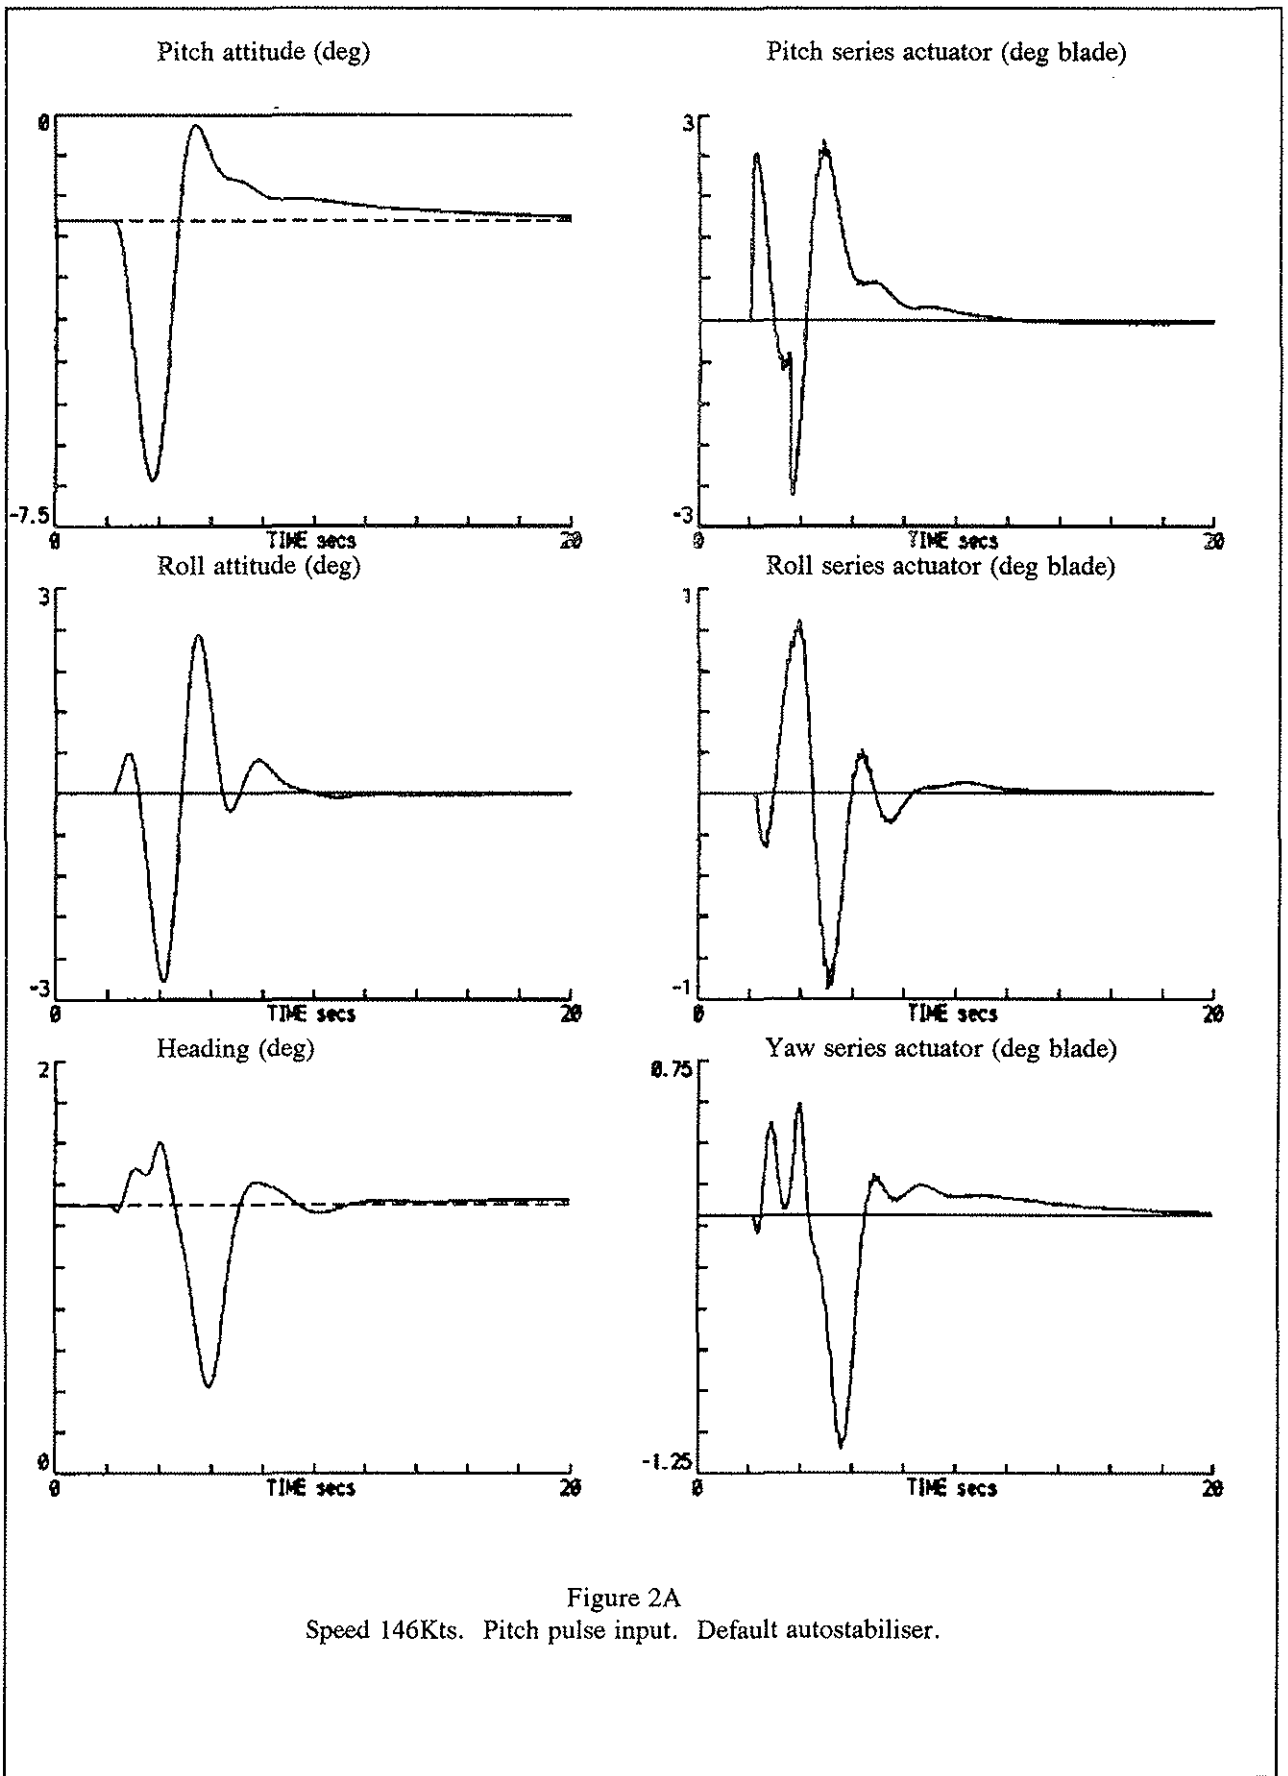 Pitch attitude (deg)
Pitch series actuator (deg blade)
0
3
-7.5
-3
0
TIME secs
20
0
TIME secs
20
Roll attitude (deg)
Roll series actuator (deg blade)
3
1
-3
-1
0
TIME secs
20
0
TIME secs
20
Heading (deg)
Yaw series actuator (deg blade)
2
0.75
0
-1.25
0
TIME secs
20
0
TIME secs
20
Figure 2A
Speed 146Kts. Pitch pulse input. Default autostabiliser.